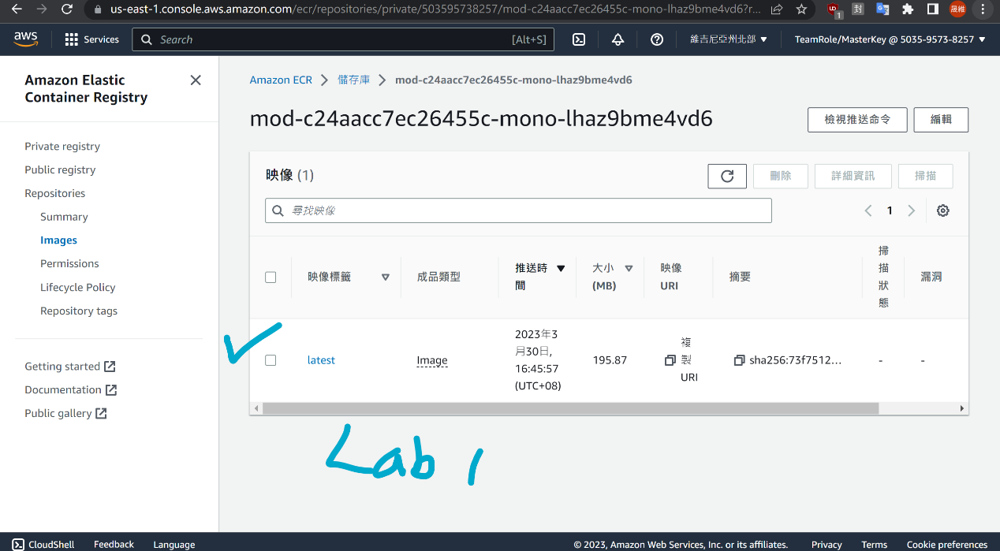 us-east-1.console.aws.amazon.com/ecr/repositories/private/503595738257/mod-c24aacc7ec26455c-mono-lhaz9bme4vd6?r...
UD
1
封
G
晟維
aws
Services
Search
[Alt+S]
維吉尼亞州北部
TeamRole/MasterKey @ 5035-9573-8257
Amazon Elastic
Container Registry
Private registry
Public registry
Repositories
Summary
Images
Permissions
Lifecycle Policy
Repository tags
Getting started
Documentation
Public gallery
Amazon ECR
儲存庫
mod-c24aacc7ec26455c-mono-lhaz9bme4vd6
mod-c24aacc7ec26455c-mono-lhaz9bme4vd6
檢視推送命令
編輯
映像 (1)
刪除
詳細資訊
掃描
尋找映像
1
映像標籤
成品類型
推送時
間
大小
(MB)
映像
URI
摘要
掃
描
狀
態
漏洞
latest
Image
2023年3
月30日,
16:45:57
(UTC+08)
195.87
複
製
URI
sha256:73f7512...
-
-
Lab 1
CloudShell
Feedback
Language
© 2023, Amazon Web Services, Inc. or its affiliates.
Privacy
Terms
Cookie preferences